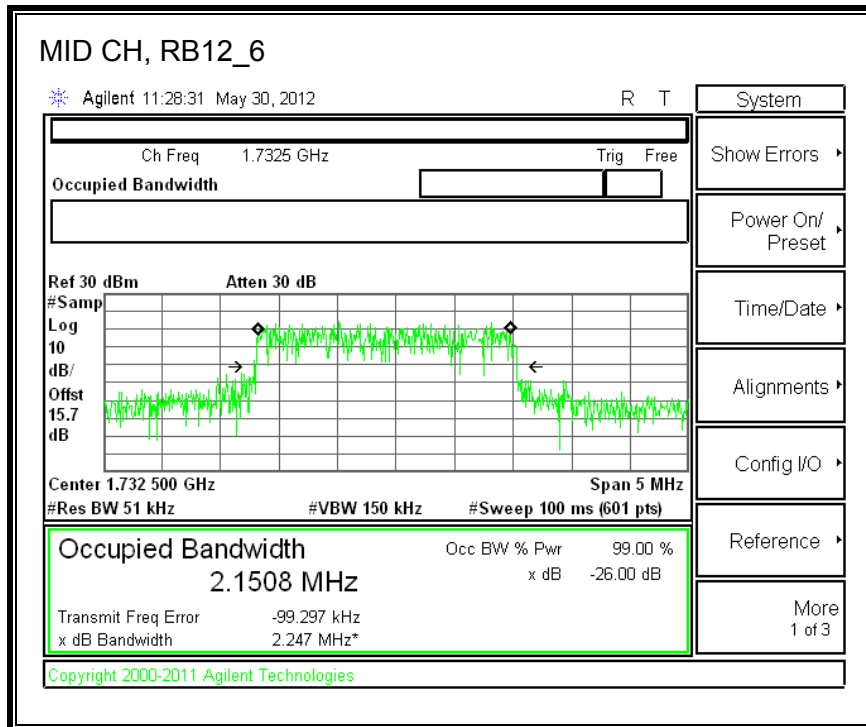 MID CH, RB12_6
Agilent 11:28:31 May 30, 2012 R T
System
Ch Freq 1.7325 GHz Trig Free
Occupied Bandwidth
Show Errors
Power On/
Preset
Time/Date
Alignments
Config I/O
Reference
More
1 of 3
Ref 30 dBm Atten 30 dB
#Samp
Log
10
dB/
Offst
15.7
dB
Center 1.732 500 GHz Span 5 MHz
#Res BW 51 kHz #VBW 150 kHz #Sweep 100 ms (601 pts)
Occupied Bandwidth Occ BW % Pwr 99.00 %
2.1508 MHz x dB -26.00 dB
Transmit Freq Error -99.297 kHz
x dB Bandwidth 2.247 MHz*
Copyright 2000-2011 Agilent Technologies